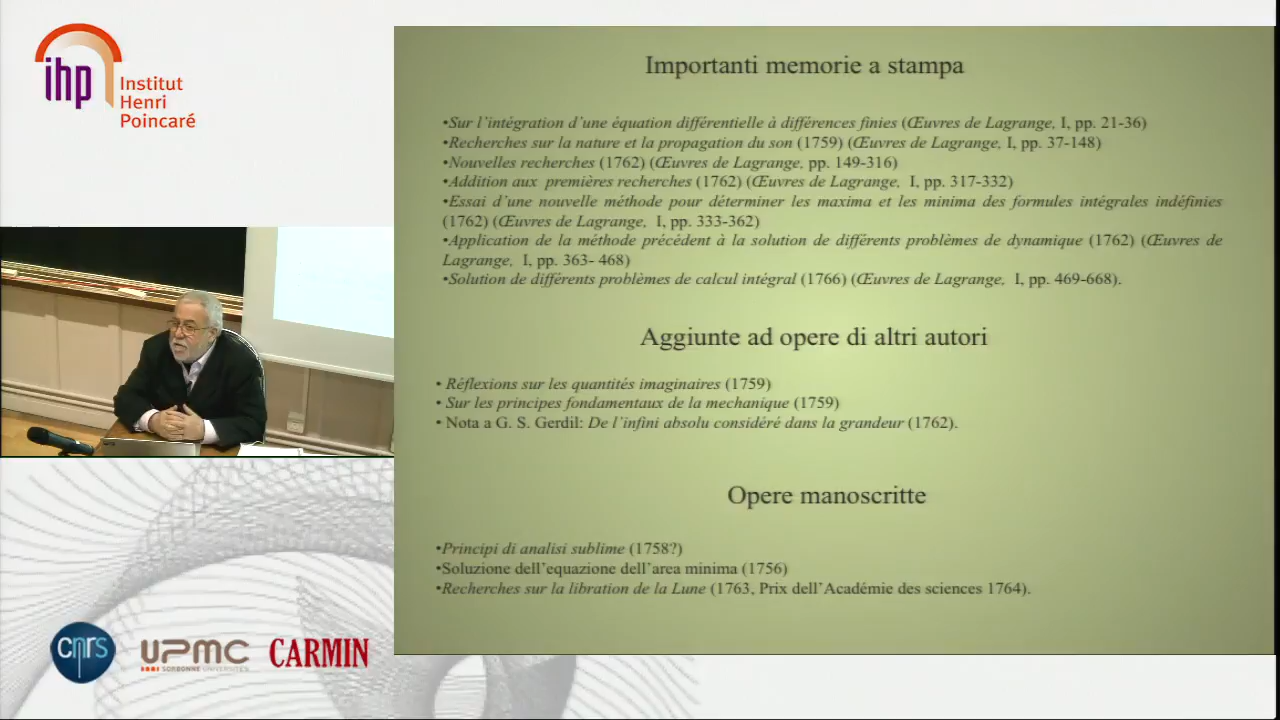 ihp
Institut
Henri
Poincaré
Importanti memorie a stampa
•Sur l'intégration d'une équation différentielle à différences finies (Œuvres de Lagrange, I, pp. 21-36)
•Recherches sur la nature et la propagation du son (1759) (Œuvres de Lagrange, I, pp. 37-148)
•Nouvelles recherches (1762) (Œuvres de Lagrange, pp. 149-316)
•Addition aux premières recherches (1762) (Œuvres de Lagrange, I, pp. 317-332)
•Essai d'une nouvelle méthode pour déterminer les maxima et les minima des formules intégrales indéfinies
(1762) (Œuvres de Lagrange, I, pp. 333-362)
•Application de la méthode précédent à la solution de différents problèmes de dynamique (1762) (Œuvres de
Lagrange, I, pp. 363- 468)
•Solution de différents problèmes de calcul intégral (1766) (Œuvres de Lagrange, I, pp. 469-668).
Aggiunte ad opere di altri autori
• Réflexions sur les quantités imaginaires (1759)
• Sur les principes fondamentaux de la mechanique (1759)
• Nota a G. S. Gerdil: De l'infini absolu considéré dans la grandeur (1762).
Opere manoscritte
•Principi di analisi sublime (1758?)
•Soluzione dell'equazione dell'area minima (1756)
•Recherches sur la libration de la Lune (1763, Prix dell'Académie des sciences 1764).
cnrs
UPMC
SORBONNE UNIVERSITÉS
CARMIN